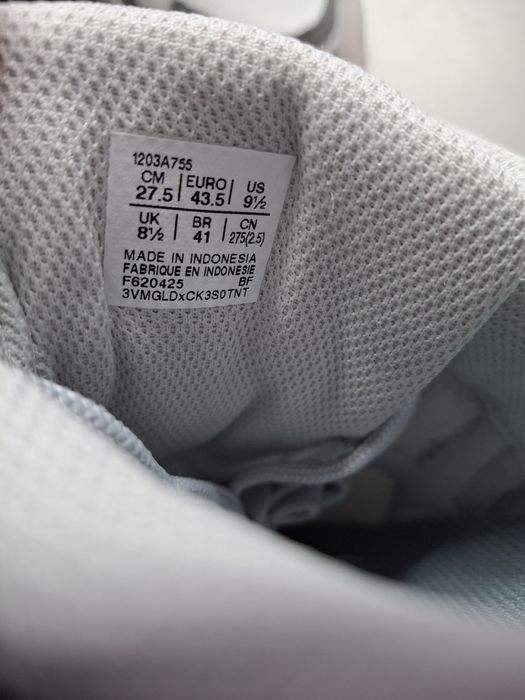 1203A755
CM | EURO | US
27.5 | 43.5 | 9½
UK | BR | CN
8½ | 41 | 275(2.5)
MADE IN INDONESIA
FABRIQUE EN INDONESIE
F620425 BF
3VMGLDxCK3S0TNT